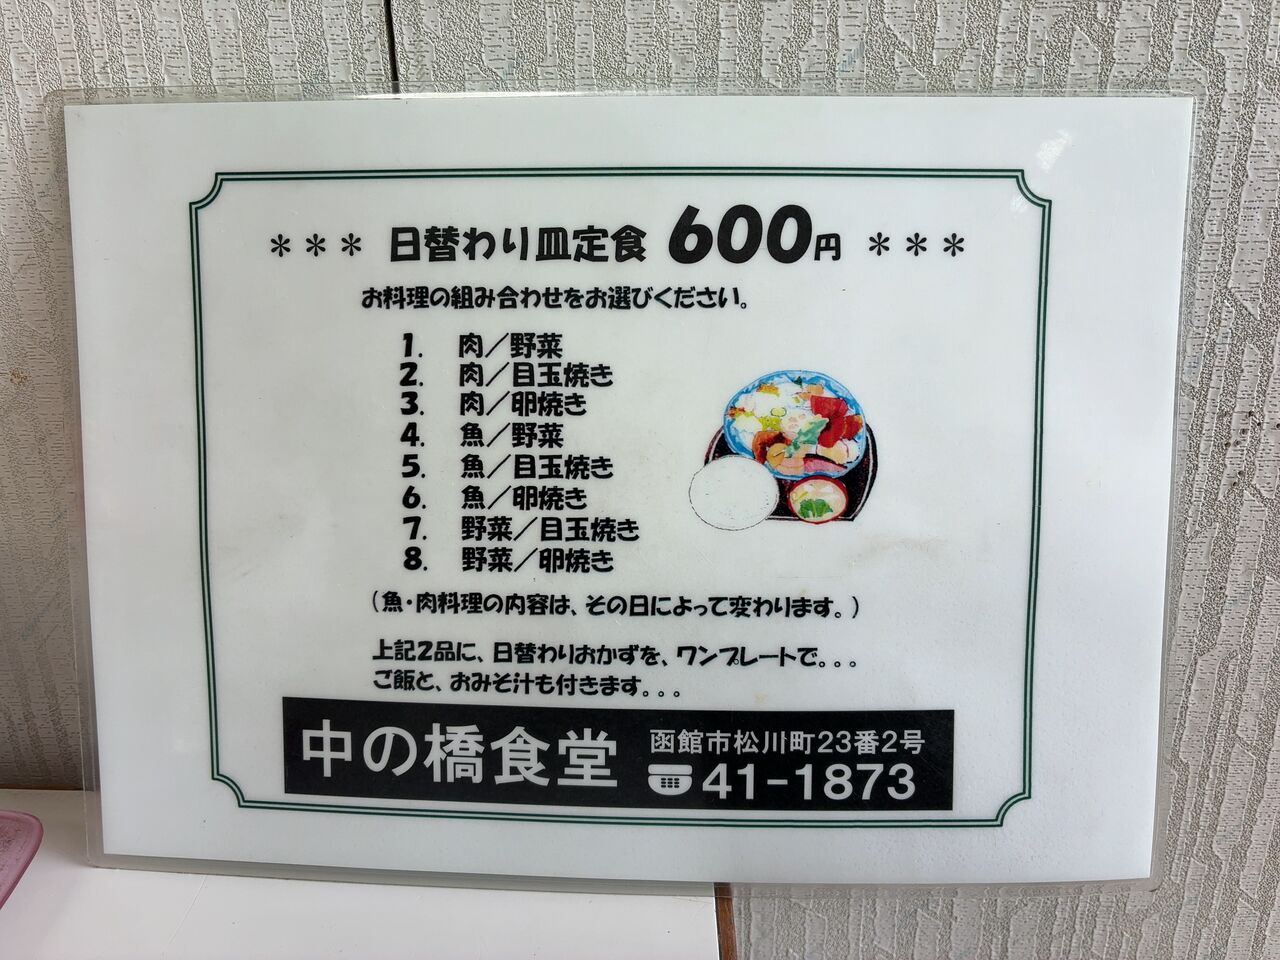 *** 日替わり皿定食 600円 ***
お料理の組み合わせをお選びください。
1. 肉／野菜
2. 肉／目玉焼き
3. 肉／卵焼き
4. 魚／野菜
5. 魚／目玉焼き
6. 魚／卵焼き
7. 野菜／目玉焼き
8. 野菜／卵焼き
（魚・肉料理の内容は、その日によって変わります。）
上記2品に、日替わりおかずを、ワンプレートで。。。
ご飯と、おみそ汁も付きます。。。
中の橋食堂
函館市松川町23番2号
41-1873